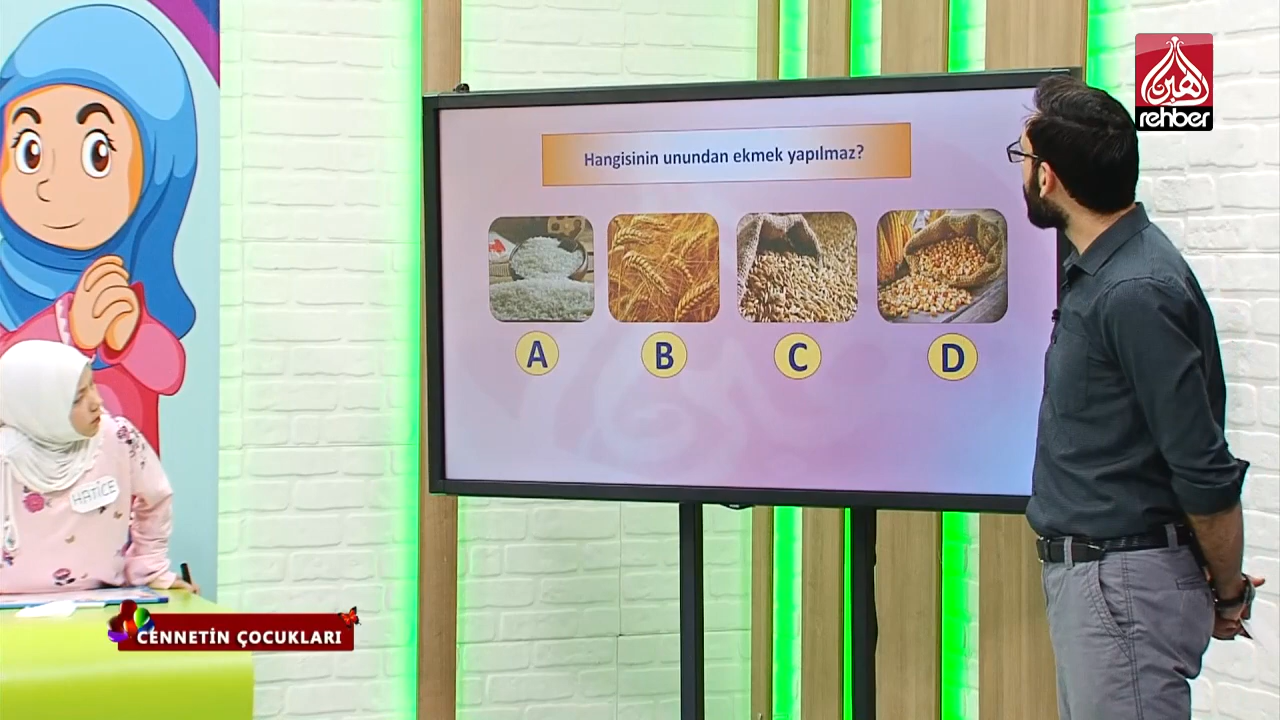 Hangisinin unundan ekmek yapılmaz?
A
B
C
D
HATİCE
CENNETİN ÇOCUKLARI
rehber